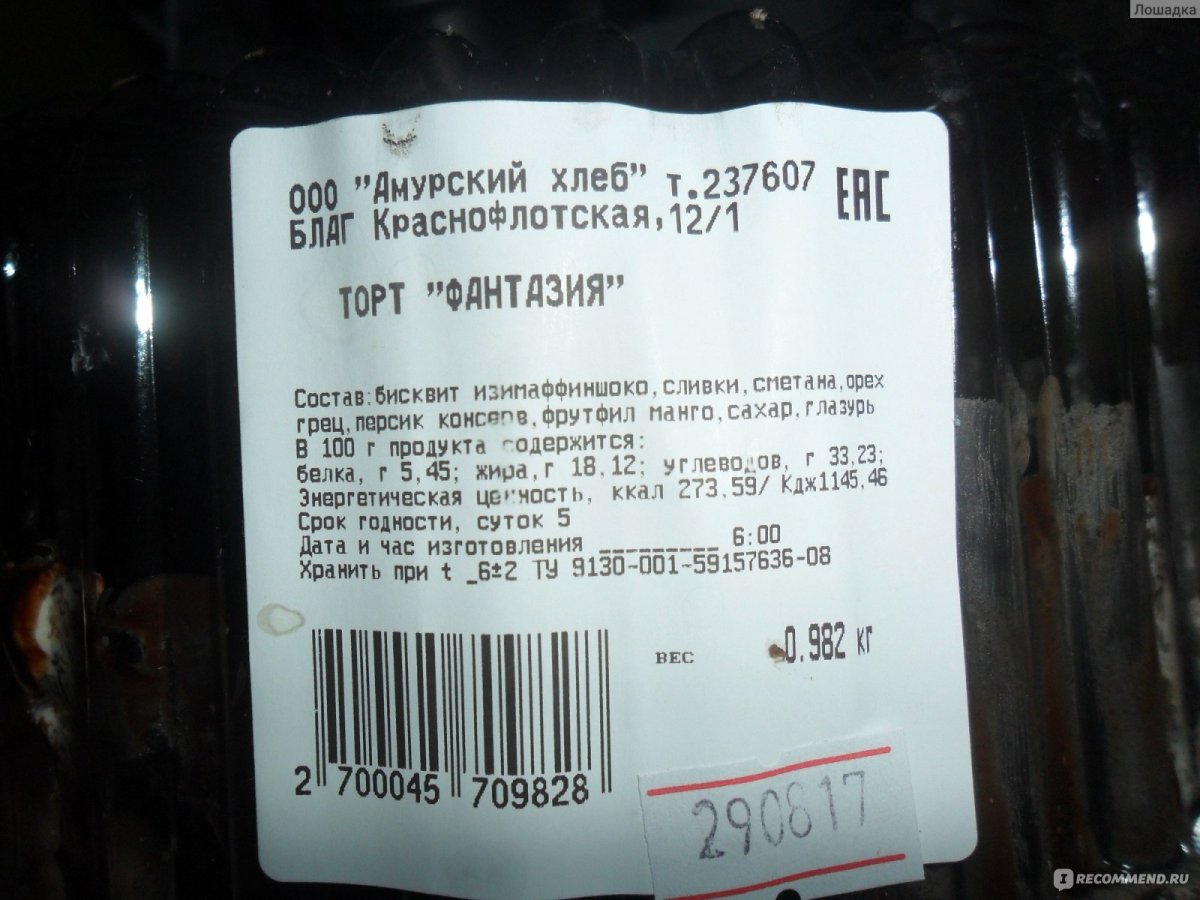 Лошадка
ООО "Амурский хлеб" т.237607
БЛАГ Краснофлотская,12/1
ЕАС
ТОРТ "ФАНТАЗИЯ"
Состав:бисквит изимаффиншоко,сливки,сметана,орех
грец,персик консерв,фрутфил манго,сахар,глазурь
В 100 г продукта содержится:
белка, г 5,45; жира,г 18,12; углеводов, г 33,23;
Энергетическая ценность, ккал 273,59/ Кдж1145,46
Срок годности, суток 5
Дата и час изготовления _________ 6:00
Хранить при t _6±2 ТУ 9130-001-59157636-08
ВЕС 0.982 кг
2 700045 709828
290817
IRECOMMEND.RU